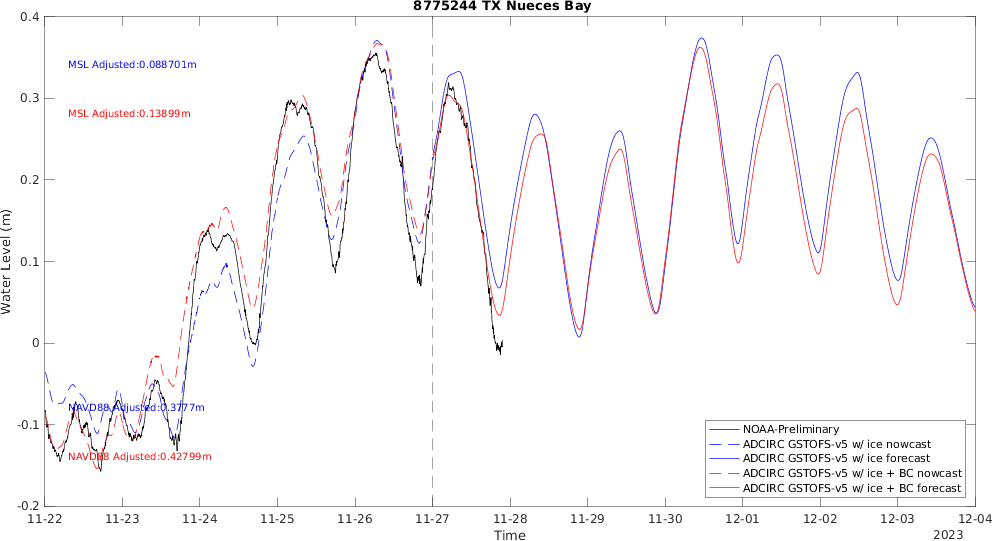 8775244 TX Nueces Bay
0.4
MSL Adjusted:0.088701m
0.3
MSL Adjusted:0.13899m
0.2
Water Level (m)
0.1
0
NAVD88 Adjusted:0.3777m
-0.1
NAVD88 Adjusted:0.42799m
NOAA-Preliminary
ADCIRC GSTOFS-v5 w/ ice nowcast
ADCIRC GSTOFS-v5 w/ ice forecast
ADCIRC GSTOFS-v5 w/ ice + BC nowcast
ADCIRC GSTOFS-v5 w/ ice + BC forecast
-0.2
11-22 11-23 11-24 11-25 11-26 11-27 11-28 11-29 11-30 12-01 12-02 12-03 12-04
Time
2023